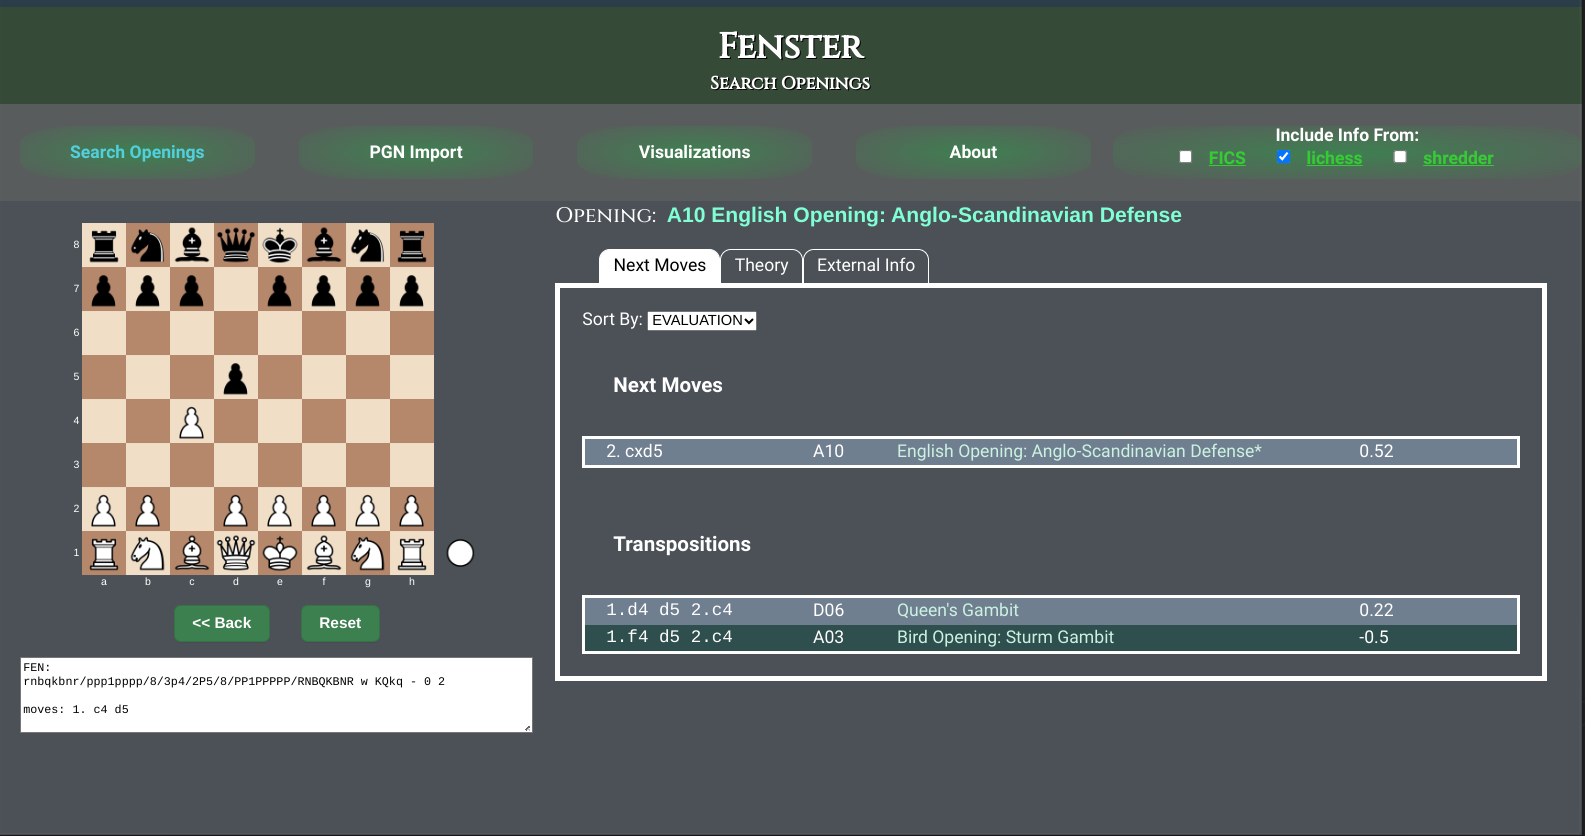 Fenster
Search Openings
Search Openings
PGN Import
Visualizations
About
Include Info From:
FICS lichess shredder
Opening: A10 English Opening: Anglo-Scandinavian Defense
8
7
6
5
4
3
2
1
a b c d e f g h
<< Back Reset
FEN:
rnbqkbnr/ppp1pppp/8/3p4/2P5/8/PP1PPPPP/RNBQKBNR w KQkq - 0 2
moves: 1. c4 d5
Next Moves Theory External Info
Sort By: EVALUATION
Next Moves
2. cxd5 A10 English Opening: Anglo-Scandinavian Defense* 0.52
Transpositions
1.d4 d5 2.c4 D06 Queen's Gambit 0.22
1.f4 d5 2.c4 A03 Bird Opening: Sturm Gambit -0.5